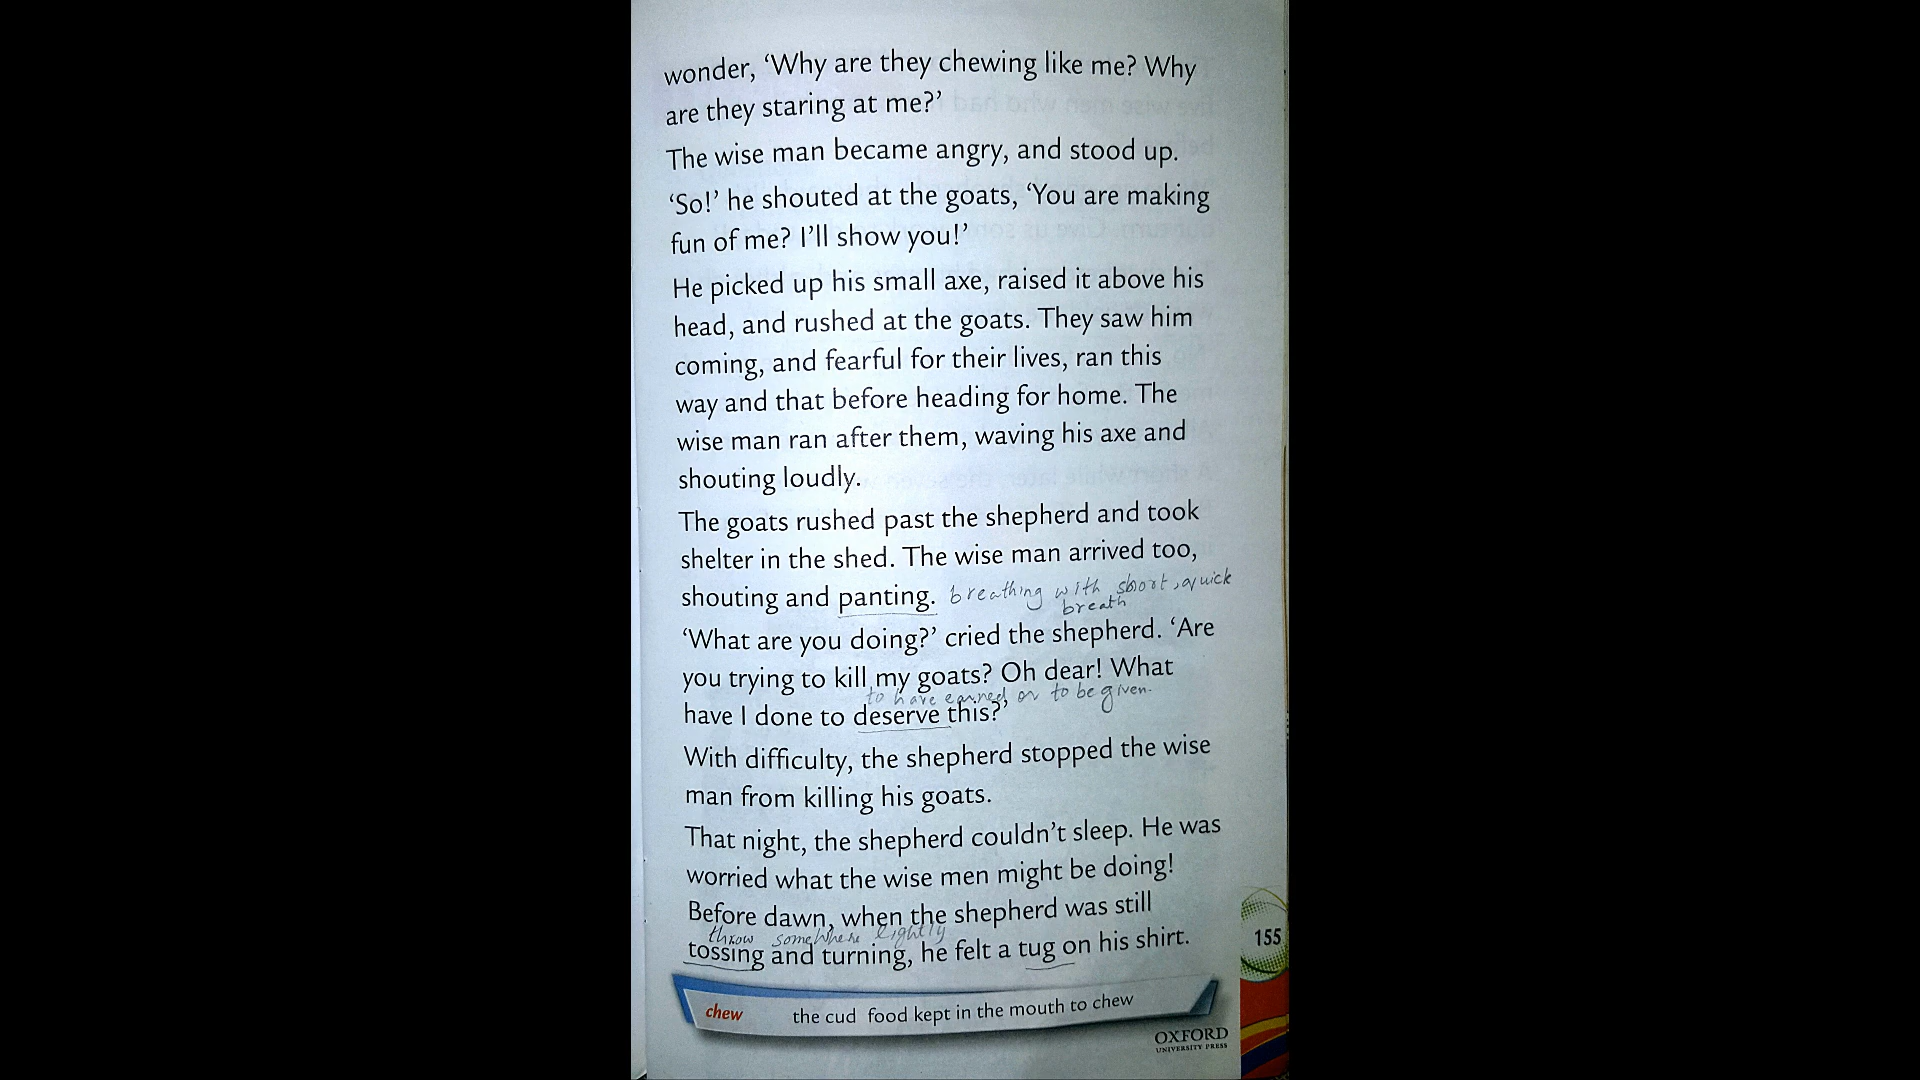 wonder, ‘Why are they chewing like me? Why
are they staring at me?’
The wise man became angry, and stood up.
‘So!’ he shouted at the goats, ‘You are making
fun of me? I’ll show you!’
He picked up his small axe, raised it above his
head, and rushed at the goats. They saw him
coming, and fearful for their lives, ran this
way and that before heading for home. The
wise man ran after them, waving his axe and
shouting loudly.
The goats rushed past the shepherd and took
shelter in the shed. The wise man arrived too,
shouting and panting. breathing with short, quick
breath
‘What are you doing?’ cried the shepherd. ‘Are
you trying to kill my goats? Oh dear! What
to have earned or to be given.
have I done to deserve this?’
With difficulty, the shepherd stopped the wise
man from killing his goats.
That night, the shepherd couldn’t sleep. He was
worried what the wise men might be doing!
Before dawn, when the shepherd was still
throw somewhere lightly
tossing and turning, he felt a tug on his shirt.
155
chew the cud food kept in the mouth to chew
OXFORD
UNIVERSITY PRESS